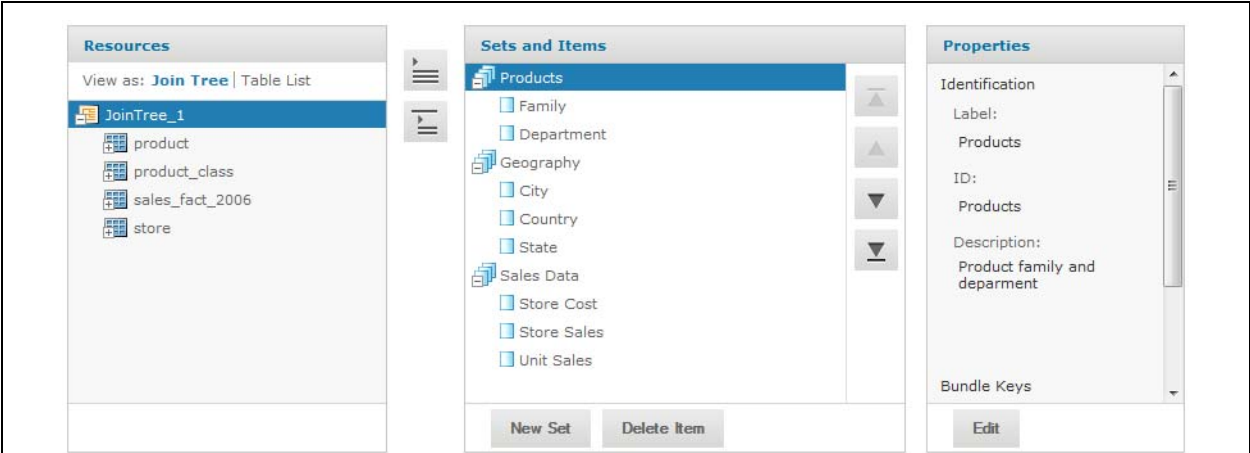 Resources
View as: Join Tree | Table List
JoinTree_1
product
product_class
sales_fact_2006
store
Sets and Items
Products
Family
Department
Geography
City
Country
State
Sales Data
Store Cost
Store Sales
Unit Sales
New Set
Delete Item
Properties
Identification
Label:
Products
ID:
Products
Description:
Product family and
deparment
Bundle Keys
Edit